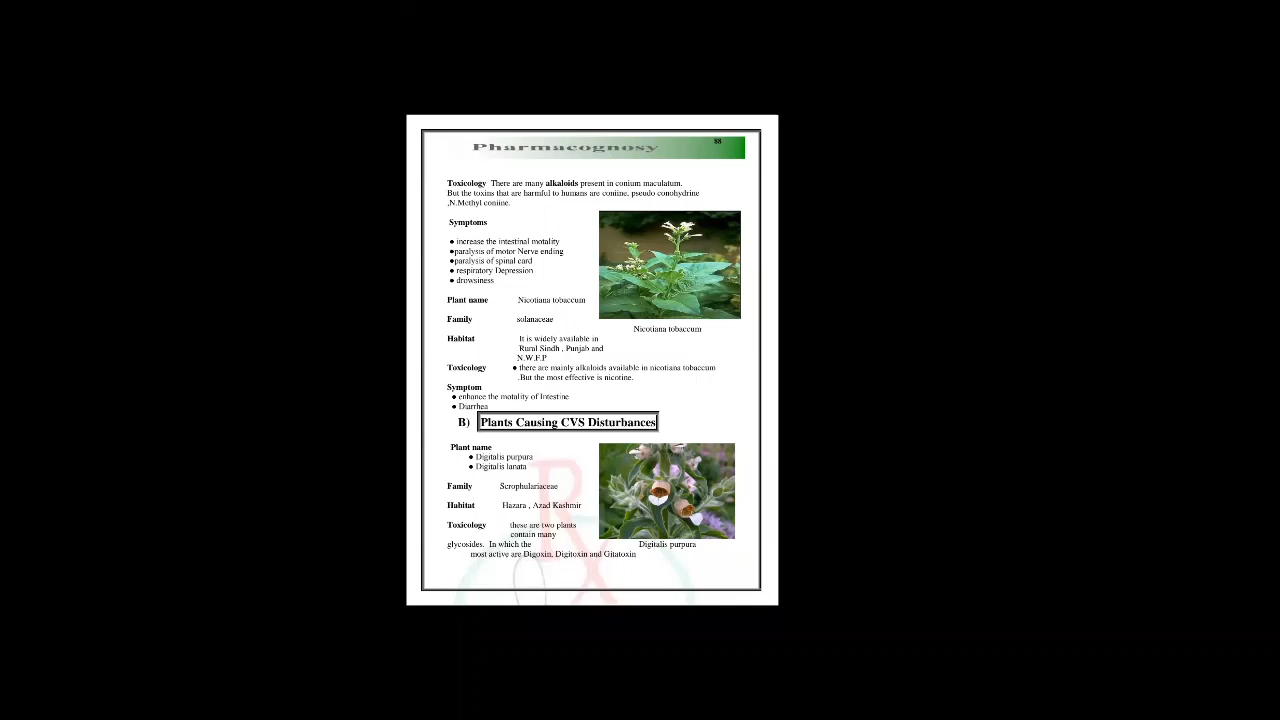 Pharmacognosy 88
Toxicology There are many alkaloids present in conium maculatum.
But the toxins that are harmful to humans are coniine, pseudo conohydrine
,N.Methyl coniine.
Symptoms
● increase the intestinal motality
●paralysis of motor Nerve ending
●paralysis of spinal card
● respiratory Depression
● drowsiness
Plant name Nicotiana tobaccum
Family solanaceae
Nicotiana tobaccum
Habitat It is widely available in
Rural Sindh , Punjab and
N.W.F.P
Toxicology ● there are mainly alkaloids available in nicotiana tobaccum
.But the most effective is nicotine.
Symptom
● enhance the motality of Intestine
● Diarrhea
B) Plants Causing CVS Disturbances
Plant name
● Digitalis purpura
● Digitalis lanata
Family Scrophulariaceae
Habitat Hazara , Azad Kashmir
Toxicology these are two plants
contain many
glycosides. In which the
Digitalis purpura
most active are Digoxin, Digitoxin and Gitatoxin
Rx